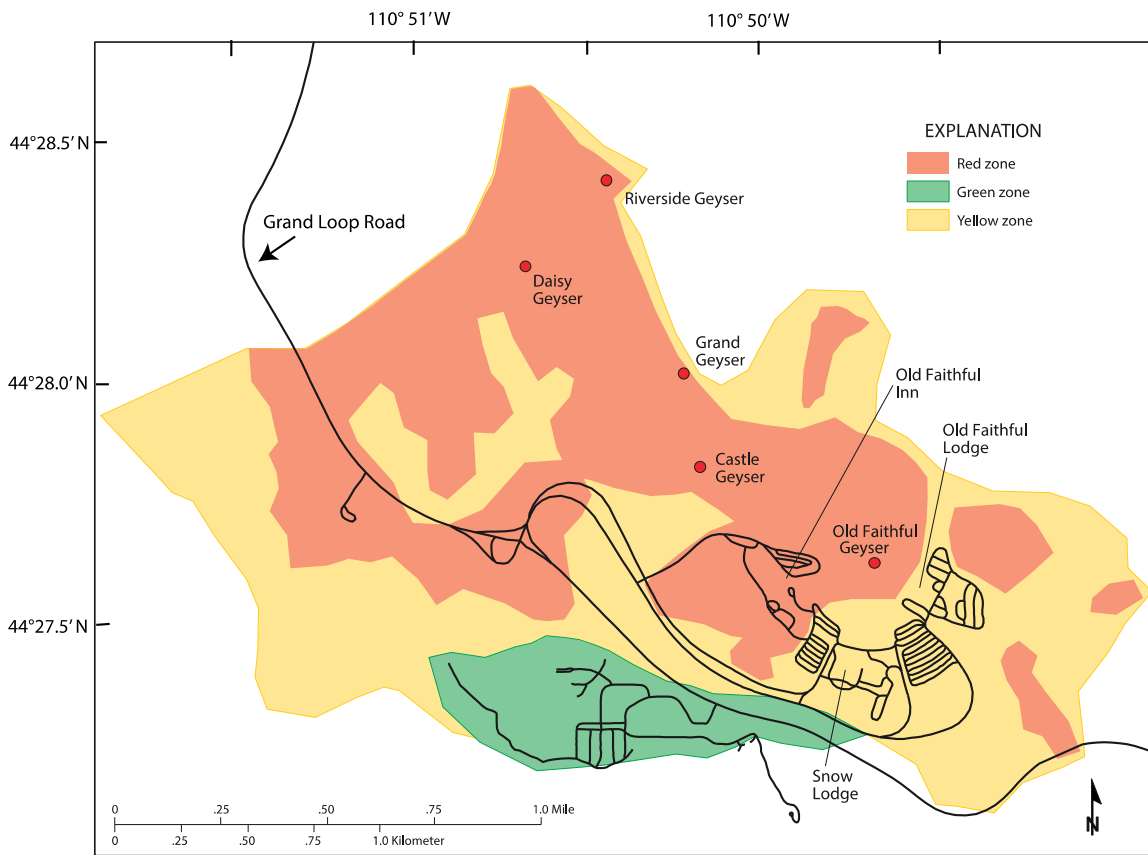 110° 51′W
110° 50′W
44°28.5′ N
44°28.0′ N
44°27.5′ N
EXPLANATION
Red zone
Green zone
Yellow zone
Grand Loop Road
Riverside Geyser
Daisy
Geyser
Grand
Geyser
Old Faithful
Inn
Old Faithful
Lodge
Castle
Geyser
Old Faithful
Geyser
Snow
Lodge
0 .25 .50 .75 1.0 Mile
0 .25 .50 .75 1.0 Kilometer
N